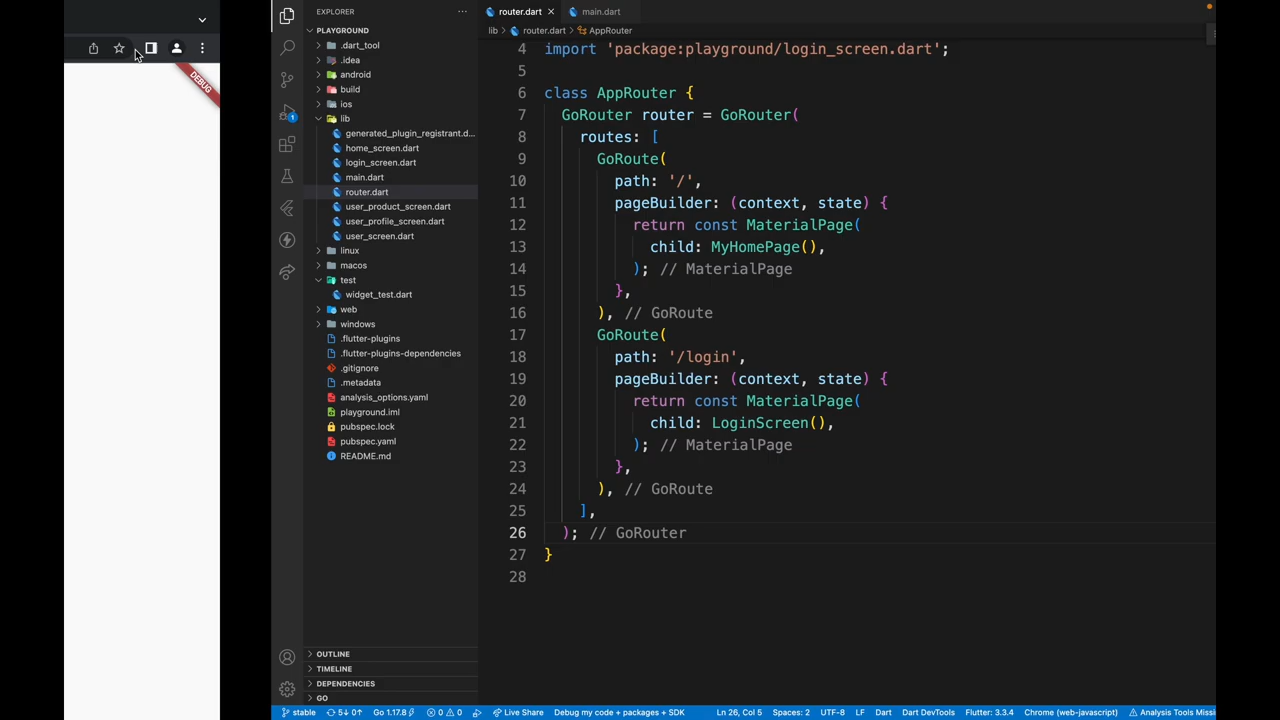 DEBUG
EXPLORER
PLAYGROUND
.dart_tool
.idea
android
build
ios
1
lib
generated_plugin_registrant.d...
home_screen.dart
login_screen.dart
main.dart
router.dart
user_product_screen.dart
user_profile_screen.dart
user_screen.dart
linux
macos
test
widget_test.dart
web
windows
.flutter-plugins
.flutter-plugins-dependencies
.gitignore
.metadata
analysis_options.yaml
playground.iml
pubspec.lock
pubspec.yaml
README.md
OUTLINE
TIMELINE
DEPENDENCIES
GO
router.dart main.dart
lib > router.dart > AppRouter
4 import 'package:playground/login_screen.dart';
5
6 class AppRouter {
7 GoRouter router = GoRouter(
8 routes: [
9 GoRoute(
10 path: '/',
11 pageBuilder: (context, state) {
12 return const MaterialPage(
13 child: MyHomePage(),
14 ); // MaterialPage
15 },
16 ), // GoRoute
17 GoRoute(
18 path: '/login',
19 pageBuilder: (context, state) {
20 return const MaterialPage(
21 child: LoginScreen(),
22 ); // MaterialPage
23 },
24 ), // GoRoute
25 ],
26 ); // GoRouter
27 }
28
stable 5↓ 0↑ Go 1.17.8 0 0 Live Share Debug my code + packages + SDK Ln 26, Col 5 Spaces: 2 UTF-8 LF Dart Dart DevTools Flutter: 3.3.4 Chrome (web-javascript) Analysis Tools Missi